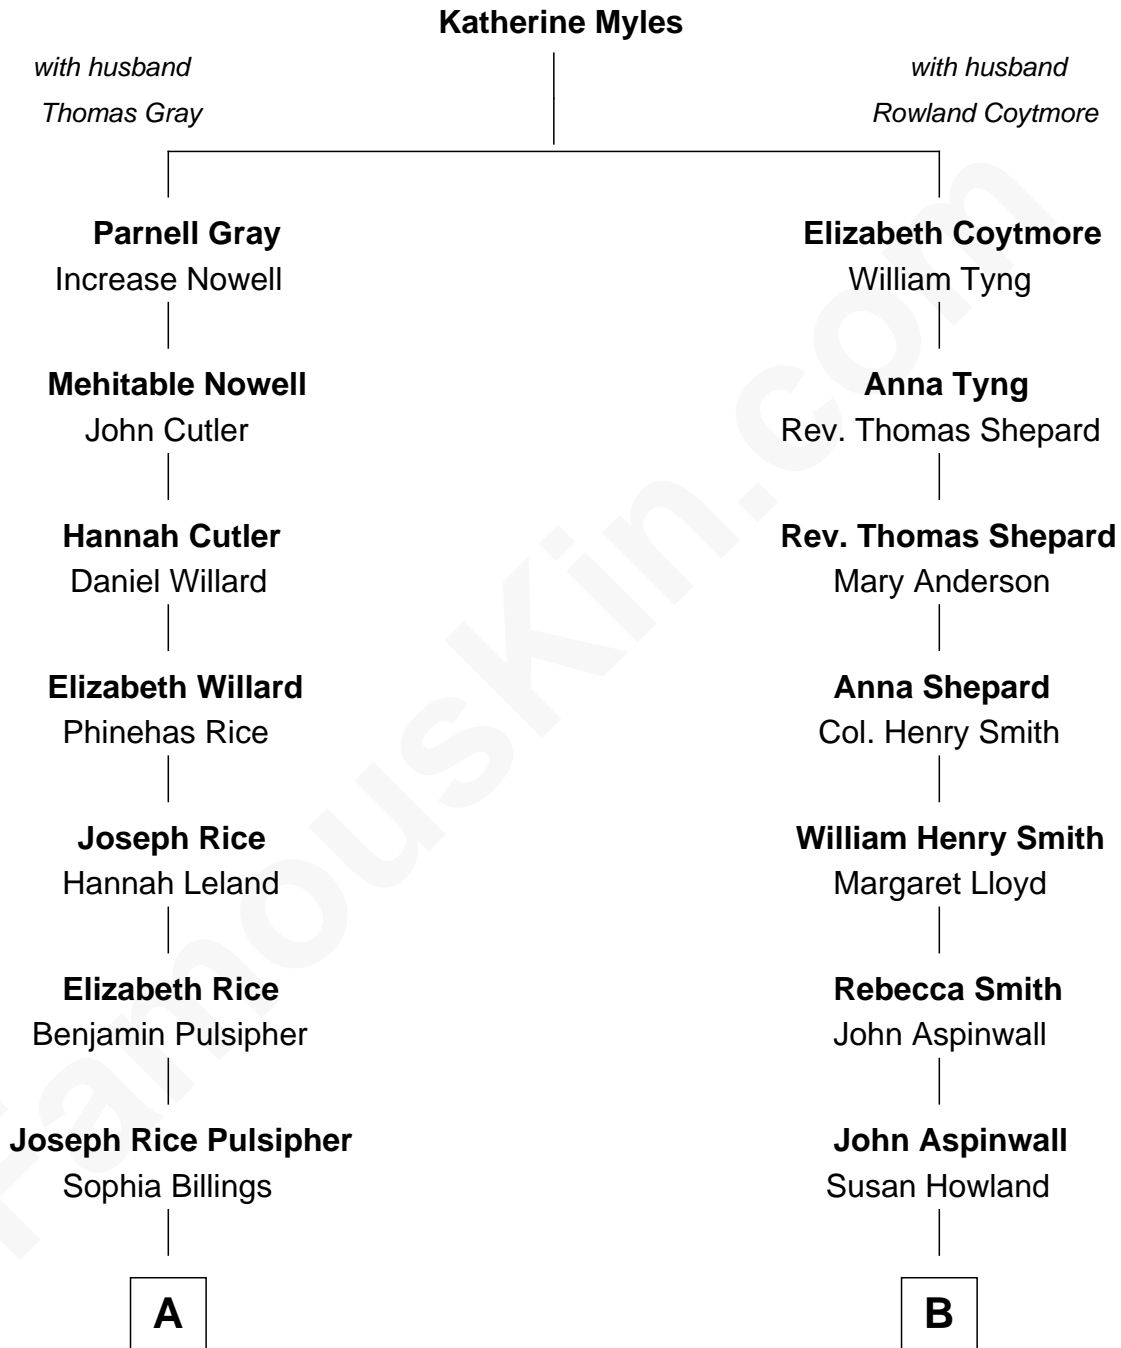 Katherine Myles
with husband
Thomas Gray
with husband
Rowland Coytmore
Parnell Gray
Increase Nowell
Elizabeth Coytmore
William Tyng
Mehitable Nowell
John Cutler
Anna Tyng
Rev. Thomas Shepard
Hannah Cutler
Daniel Willard
Rev. Thomas Shepard
Mary Anderson
Elizabeth Willard
Phinehas Rice
Anna Shepard
Col. Henry Smith
Joseph Rice
Hannah Leland
William Henry Smith
Margaret Lloyd
Elizabeth Rice
Benjamin Pulsipher
Rebecca Smith
John Aspinwall
Joseph Rice Pulsipher
Sophia Billings
John Aspinwall
Susan Howland
A
B
FamousKin.com